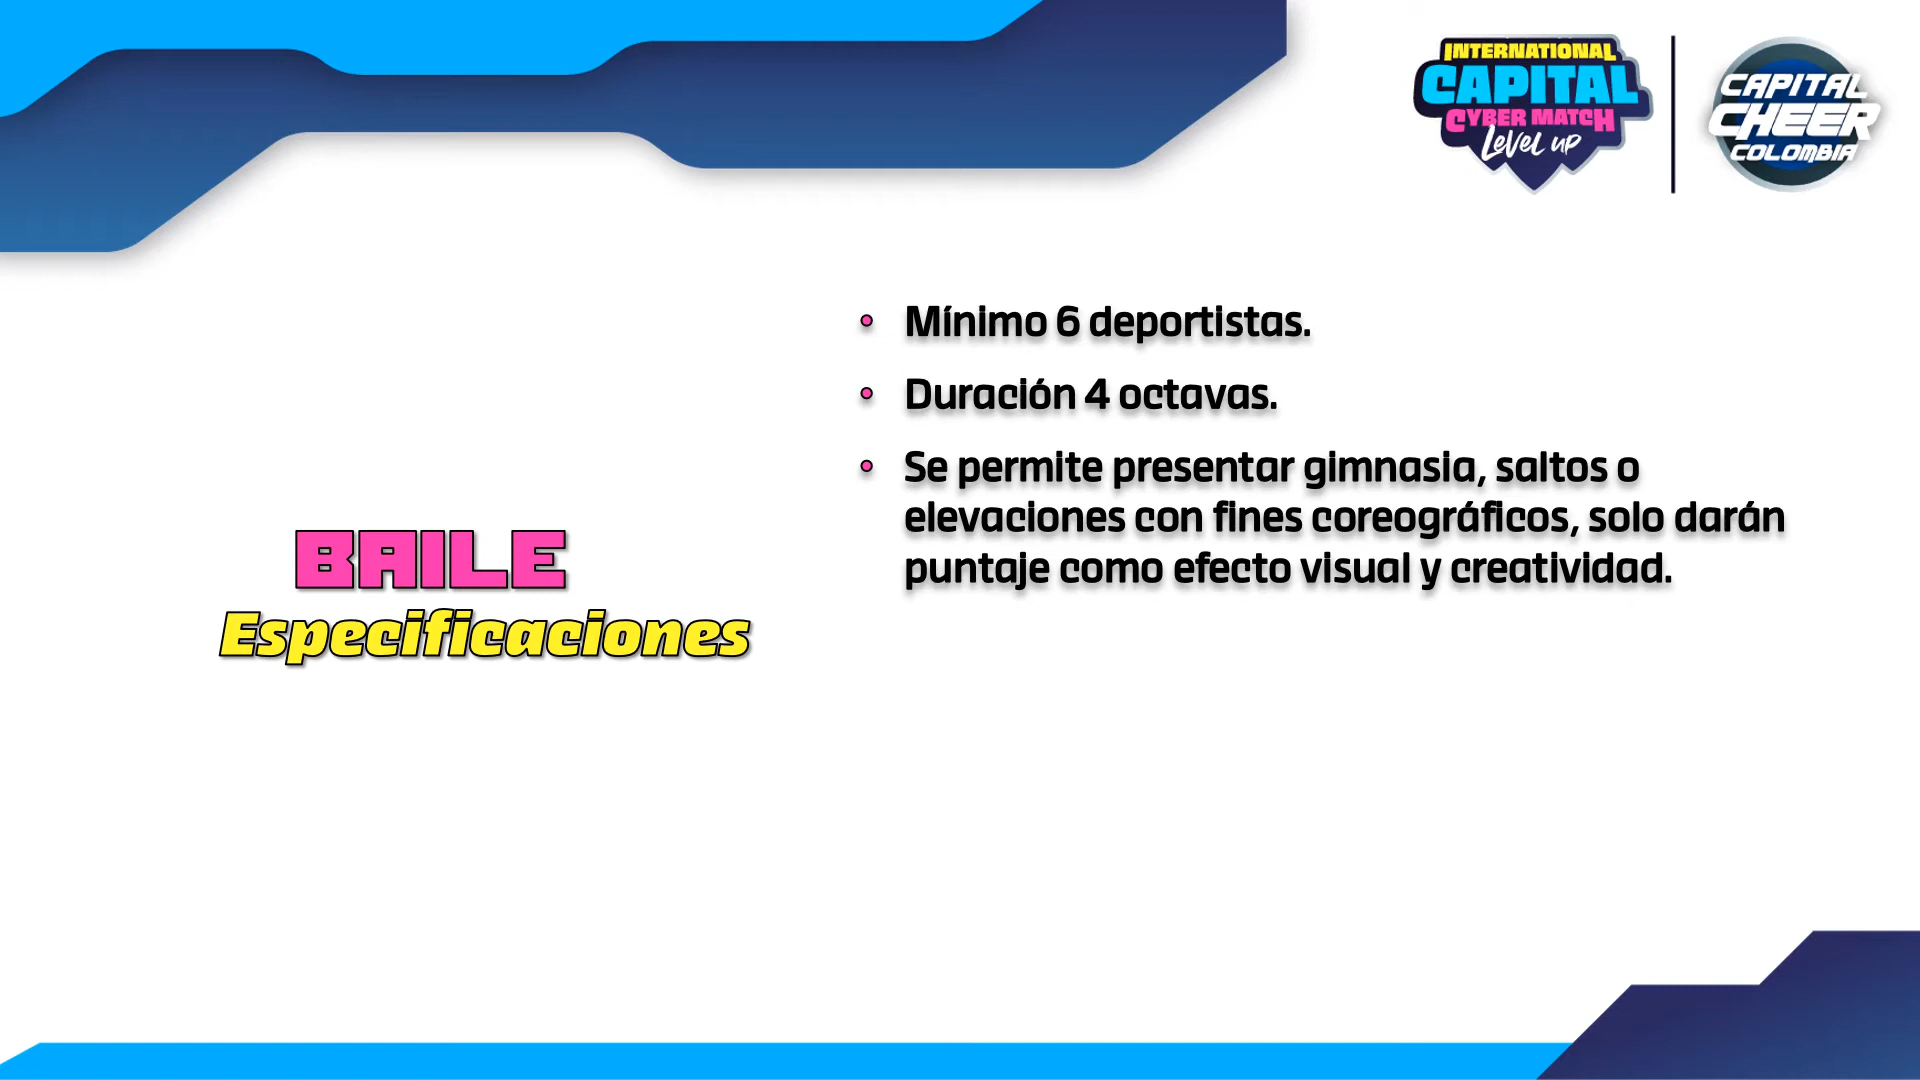 INTERNATIONAL
CAPITAL
CYBER MATCH
Level up
CAPITAL
CHEER
COLOMBIA
• Mínimo 6 deportistas.
• Duración 4 octavas.
• Se permite presentar gimnasia, saltos o
elevaciones con fines coreográficos, solo darán
puntaje como efecto visual y creatividad.
BAILE
Especificaciones